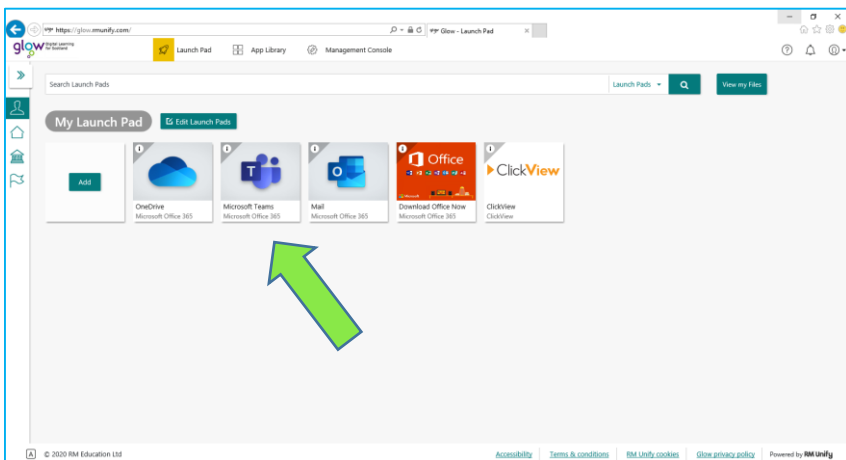 https://glow.rmunify.com/
Glow - Launch Pad
glow
Launch Pad
App Library
Management Console
Search Launch Pads
Launch Pads
View my Files
My Launch Pad
Edit Launch Pads
Add
OneDrive
Microsoft Office 365
Microsoft Teams
Microsoft Office 365
Mail
Microsoft Office 365
Office
Download Office Now
Microsoft Office 365
ClickView
ClickView
ClickView
A
© 2020 RM Education Ltd
Accessibility
Terms & conditions
RM Unify cookies
Glow privacy policy
Powered by RM Unify